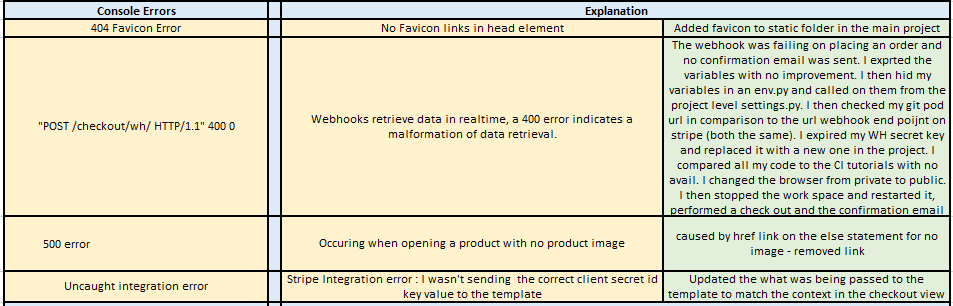 Console Errors Explanation
404 Favicon Error No Favicon links in head element Added favicon to static folder in the main project
"POST /checkout/wh/ HTTP/1.1" 400 0
Webhooks retrieve data in realtime, a 400 error indicates a
malformation of data retrieval.
The webhook was failing on placing an order and
no confirmation email was sent. I exprted the
variables with no improvement. I then hid my
variables in an env.py and called on them from the
project level settings.py. I then checked my git pod
url in comparison to the url webhook end poijnt on
stripe (both the same). I expired my WH secret key
and replaced it with a new one in the project. I
compared all my code to the CI tutorials with no
avail. I changed the browser from private to public.
I then stopped the work space and restarted it,
performed a check out and the confirmation email
500 error
Occuring when opening a product with no product image
caused by href link on the else statement for no
image - removed link
Uncaught integration error
Stripe Integration error : I wasn't sending the correct client secret id
key value to the template
Updated the what was being passed to the
template to match the context in the checkout view